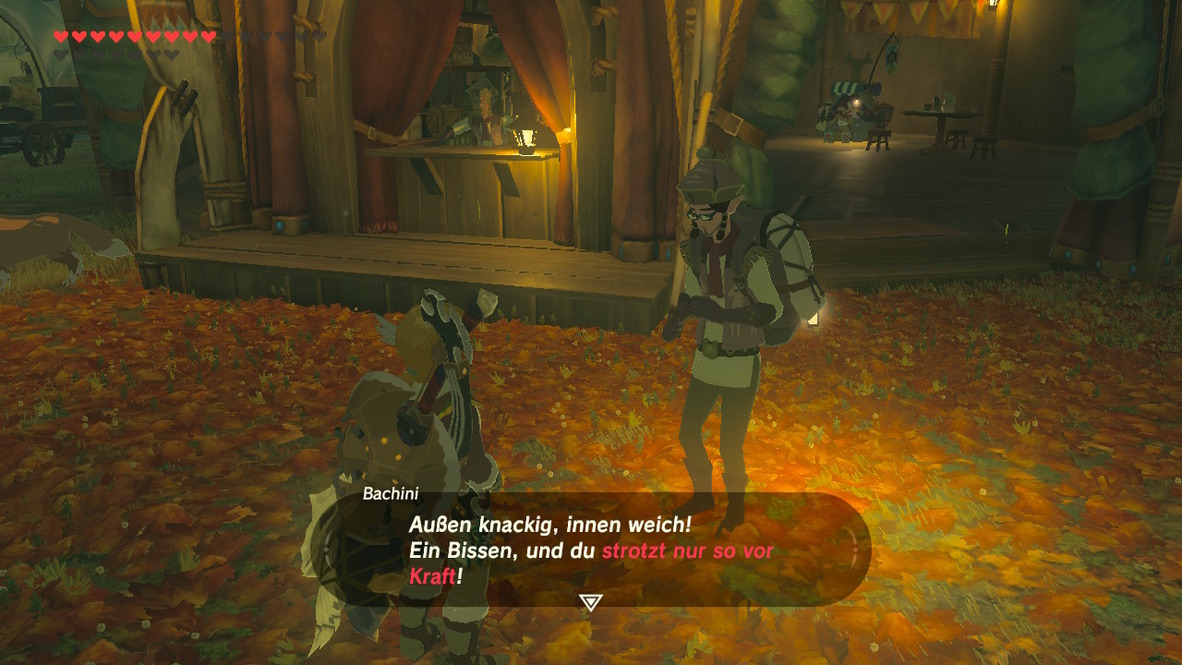 Bachini
Außen knackig, innen weich!
Ein Bissen, und du strotzt nur so vor
Kraft!